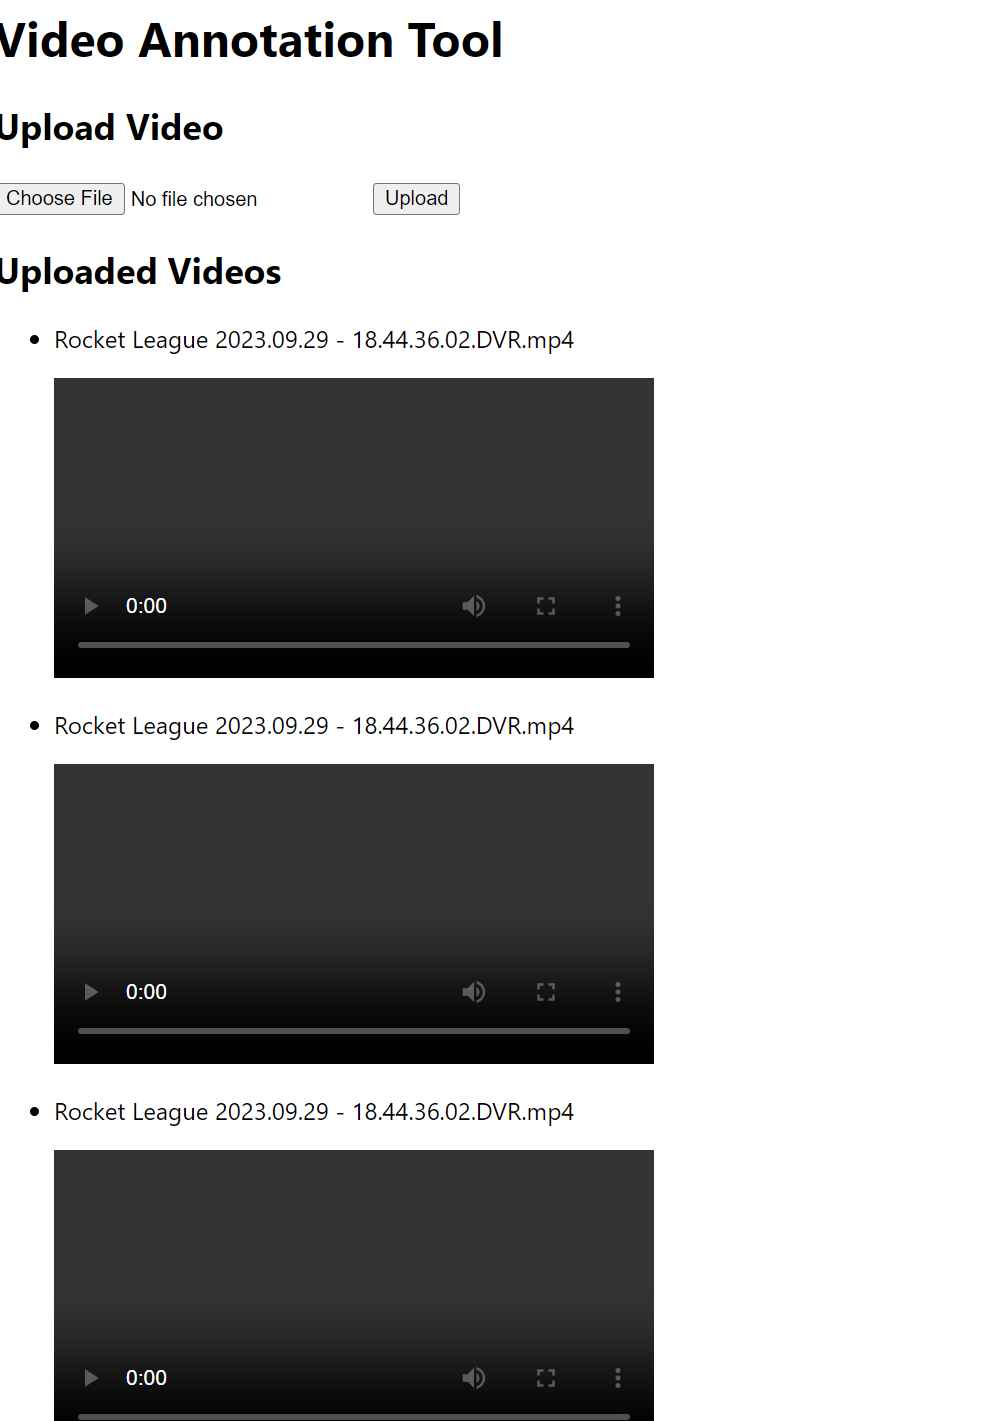 Video Annotation Tool
Upload Video
Choose File No file chosen Upload
Uploaded Videos
Rocket League 2023.09.29 - 18.44.36.02.DVR.mp4
0:00
Rocket League 2023.09.29 - 18.44.36.02.DVR.mp4
0:00
Rocket League 2023.09.29 - 18.44.36.02.DVR.mp4
0:00